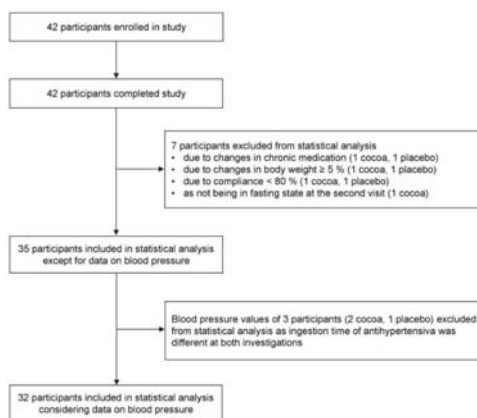 42 participants enrolled in study
42 participants completed study
7 participants excluded from statistical analysis
• due to changes in chronic medication (1 cocoa, 1 placebo)
• due to changes in body weight ≥ 5 % (1 cocoa, 1 placebo)
• due to compliance < 80 % (1 cocoa, 1 placebo)
• as not being in fasting state at the second visit (1 cocoa)
35 participants included in statistical analysis
except for data on blood pressure
Blood pressure values of 3 participants (2 cocoa, 1 placebo) excluded
from statistical analysis as ingestion time of antihypertensiva was
different at both investigations
32 participants included in statistical analysis
considering data on blood pressure